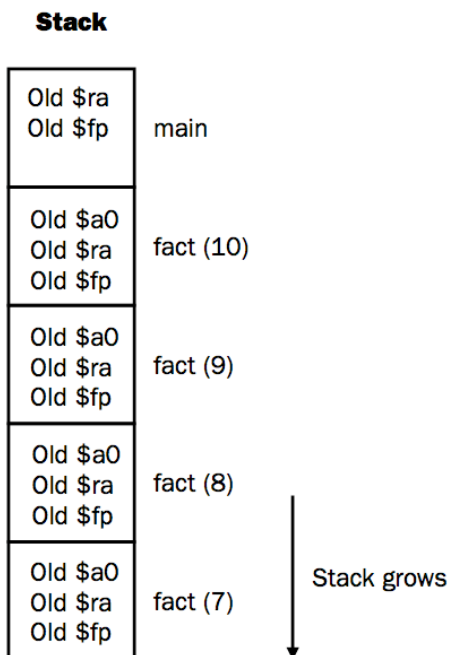 Stack
Old $ra
Old $fp
main
Old $a0
Old $ra
Old $fp
fact (10)
Old $a0
Old $ra
Old $fp
fact (9)
Old $a0
Old $ra
Old $fp
fact (8)
Old $a0
Old $ra
Old $fp
fact (7)
Stack grows